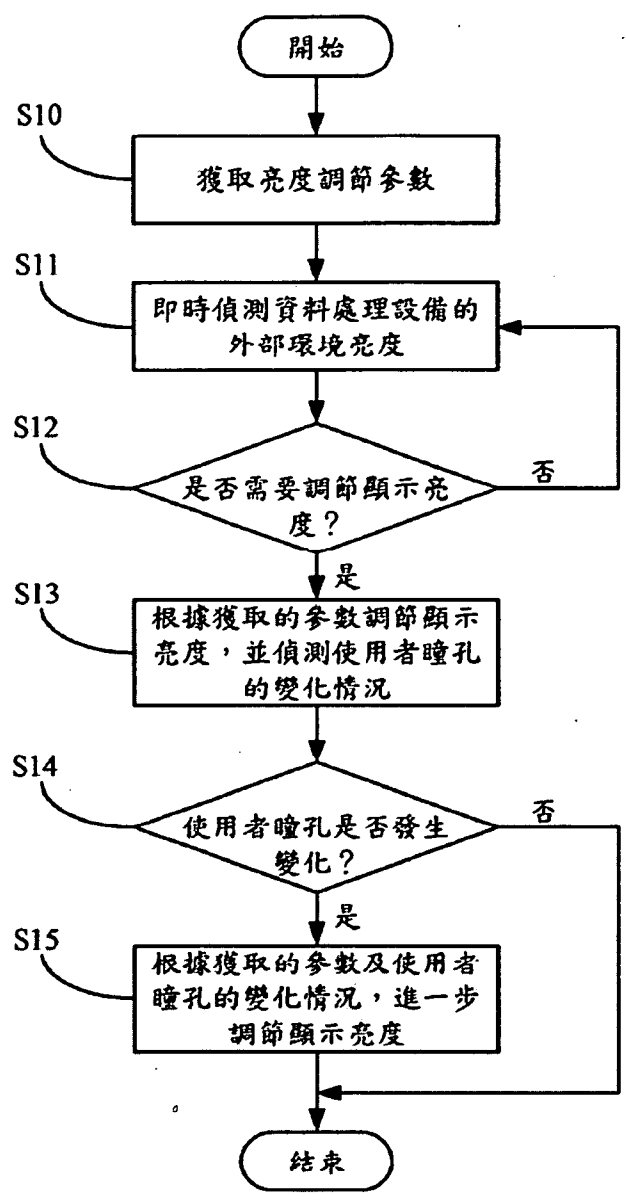 開始
S10
獲取亮度調節參數
S11
即時偵測資料處理設備的
外部環境亮度
S12
是否需要調節顯示亮
度?
否
是
S13
根據獲取的參數調節顯示
亮度,並偵測使用者瞳孔
的變化情況
S14
使用者瞳孔是否發生
變化?
否
是
S15
根據獲取的參數及使用者
瞳孔的變化情況,進一步
調節顯示亮度
結束